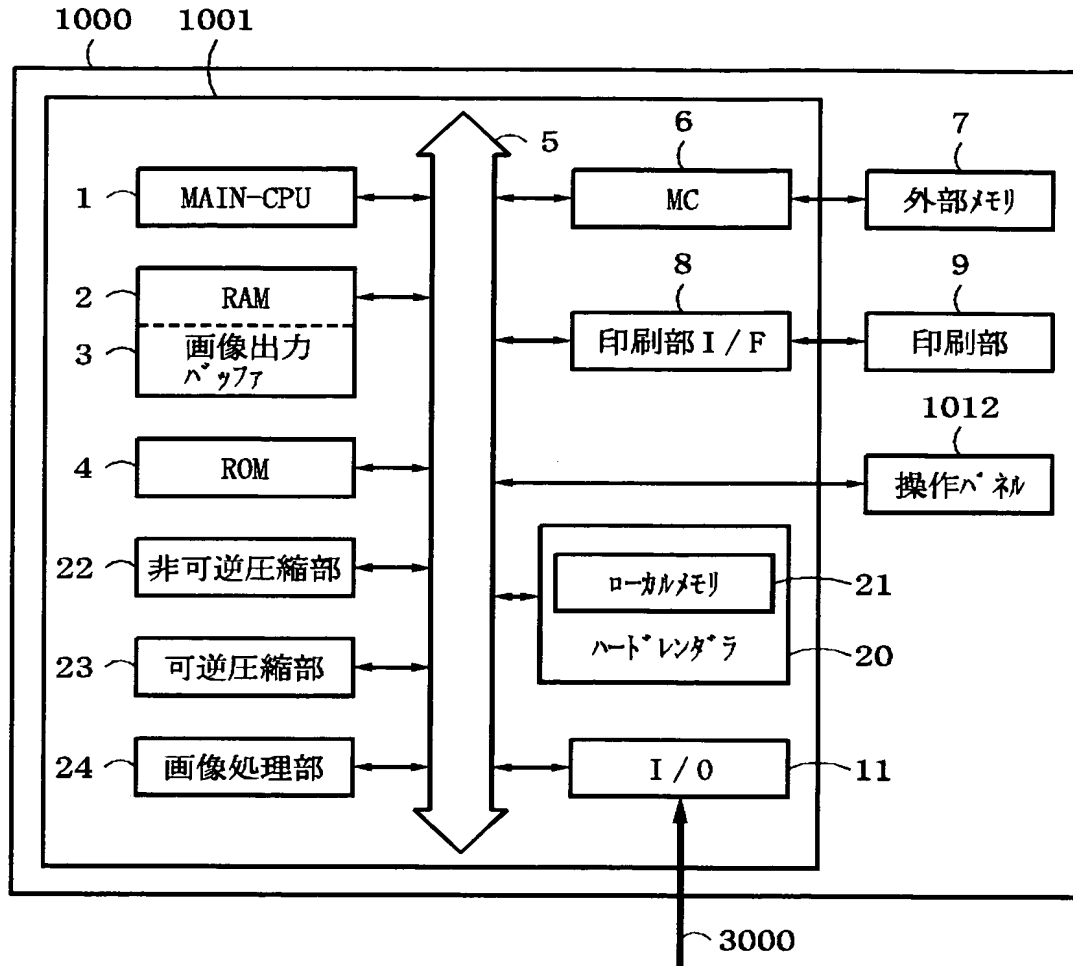 1000
1001
5
6
7
1
MAIN-CPU
MC
外部メモリ
2
RAM
8
9
3
画像出力
バッファ
印刷部I/F
印刷部
1012
4
ROM
操作パネル
22
非可逆圧縮部
ローカルメモリ
21
23
可逆圧縮部
ハードレンダラ
20
24
画像処理部
I/O
11
3000